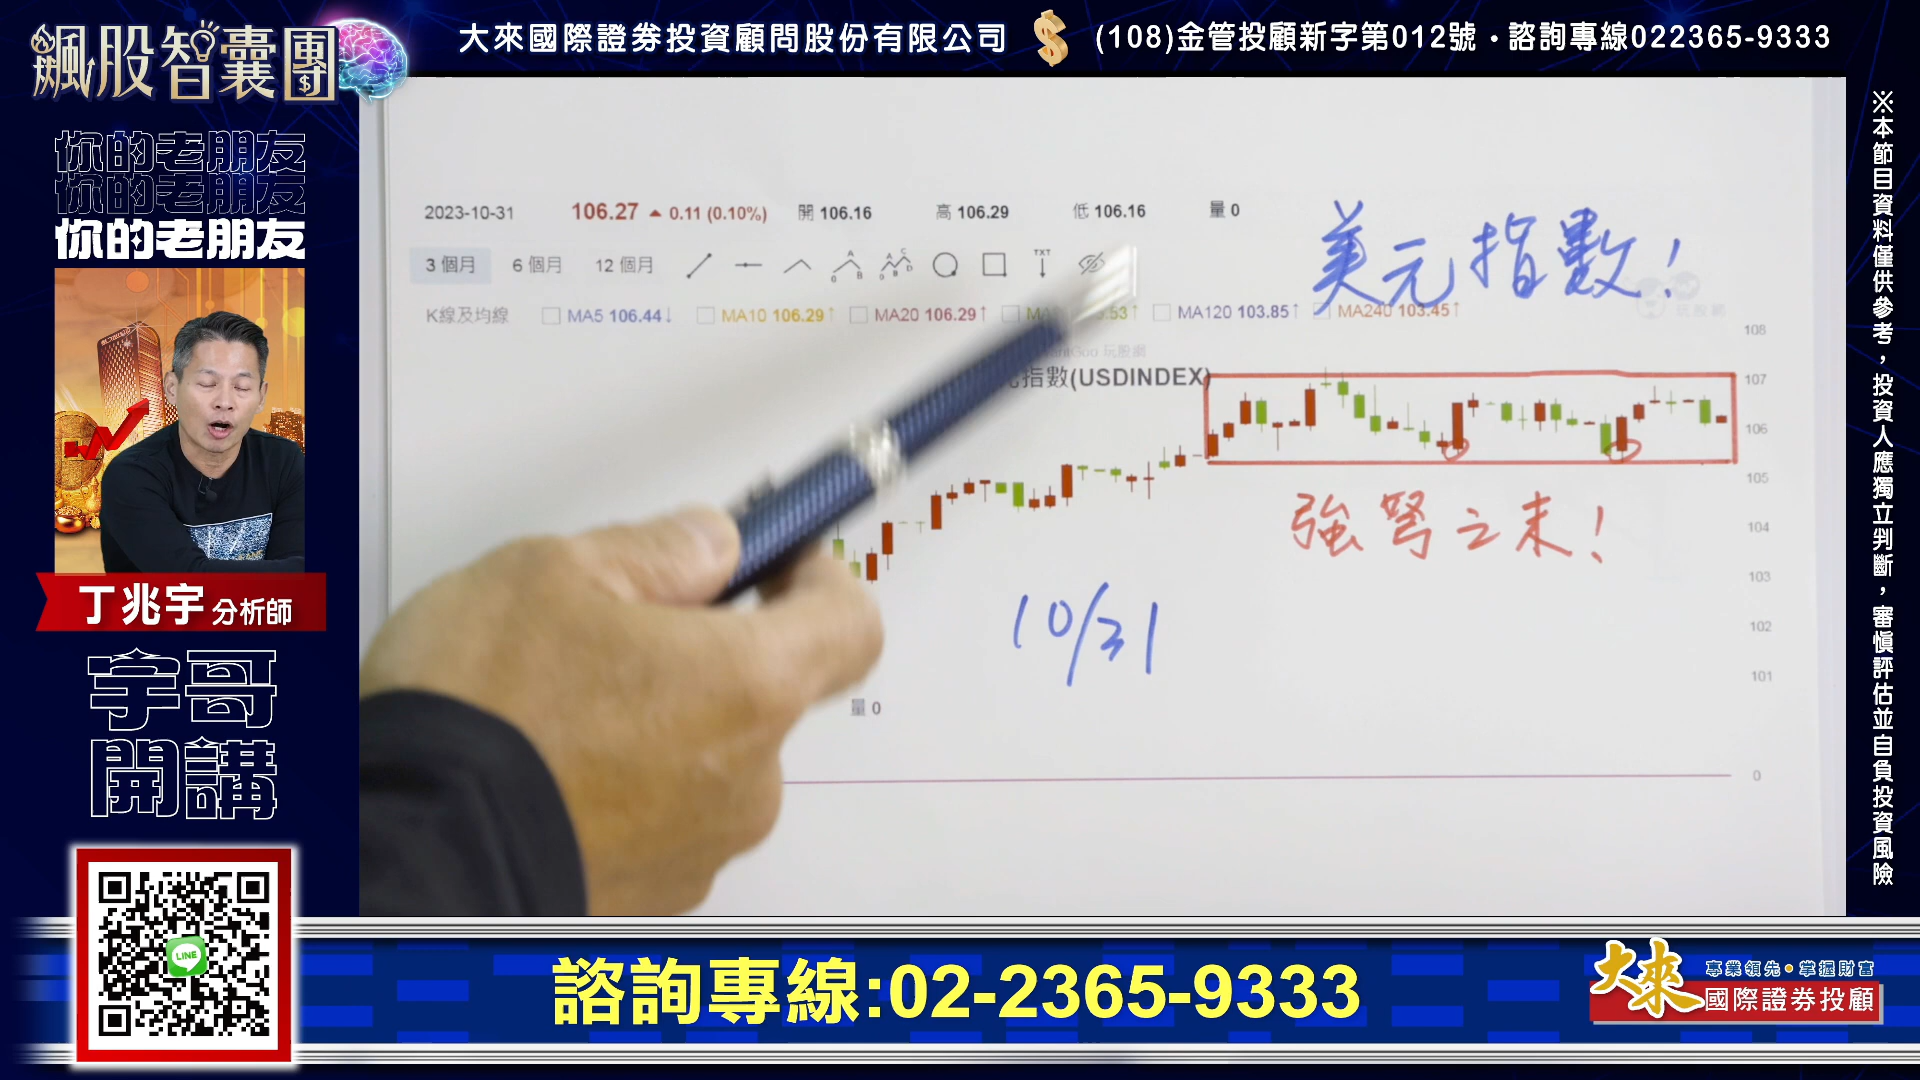 飆股智囊團
大來國際證券投資顧問股份有限公司
(108)金管投顧新字第012號•諮詢專線022365-9333
你的老朋友
你的老朋友
你的老朋友
丁兆宇分析師
宇哥
開講
2023-10-31 106.27 ▲ 0.11 (0.10%) 開 106.16 高 106.29 低 106.16 量 0
3 個月 6 個月 12 個月
K線及均線 MA5 106.44↓ MA10 106.29↑ MA20 106.29↑ .53↑ MA120 103.85↑ MA240 103.45↑
玩股網
指數(USDINDEX)
美元指數!
強弩之末!
10/31
108
107
106
105
104
103
102
101
量 0
0
※本節目資料僅供參考，投資人應獨立判斷，審慎評估並自負投資風險
LINE
諮詢專線:02-2365-9333
大來
專業領先•掌握財富
國際證券投顧